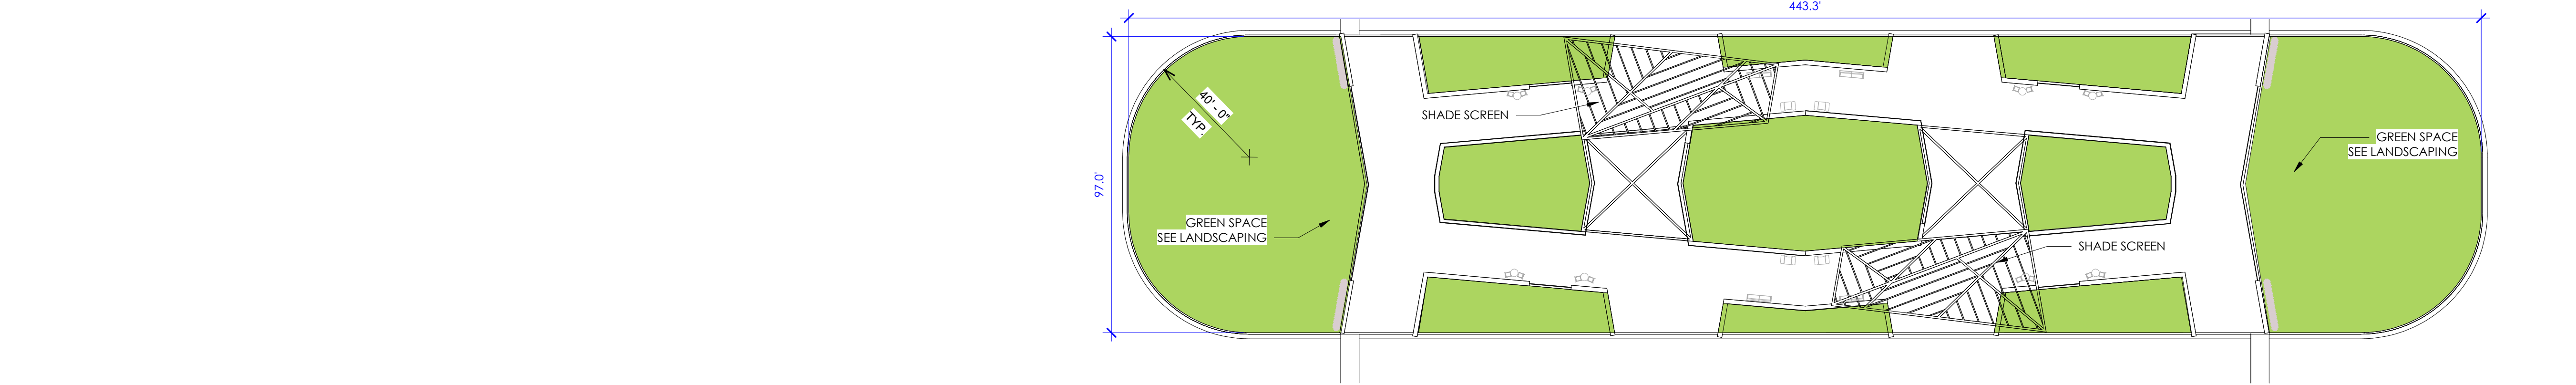 443.3'
97.0'
40' - 0"
TYP.
SHADE SCREEN
GREEN SPACE
SEE LANDSCAPING
GREEN SPACE
SEE LANDSCAPING
SHADE SCREEN